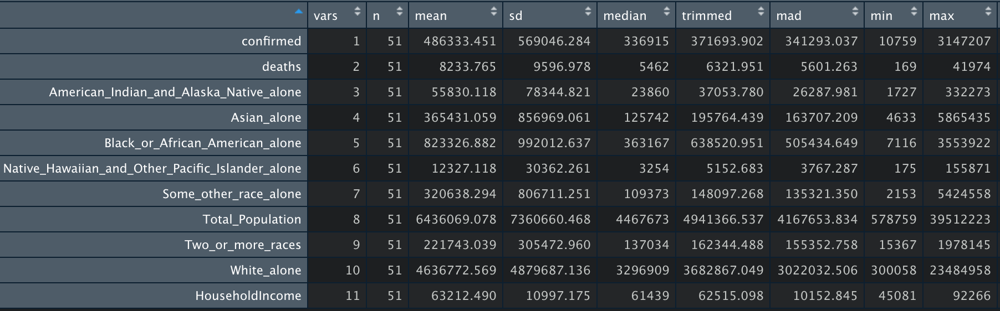 vars n mean sd median trimmed mad min max
confirmed 1 51 486333.451 569046.284 336915 371693.902 341293.037 10759 3147207
deaths 2 51 8233.765 9596.978 5462 6321.951 5601.263 169 41974
American_Indian_and_Alaska_Native_alone 3 51 55830.118 78344.821 23860 37053.780 26287.981 1727 332273
Asian_alone 4 51 365431.059 856969.061 125742 195764.439 163707.209 4633 5865435
Black_or_African_American_alone 5 51 823326.882 992012.637 363167 638520.951 505434.649 7116 3553922
Native_Hawaiian_and_Other_Pacific_Islander_alone 6 51 12327.118 30362.261 3254 5152.683 3767.287 175 155871
Some_other_race_alone 7 51 320638.294 806711.251 109373 148097.268 135321.350 2153 5424558
Total_Population 8 51 6436069.078 7360660.468 4467673 4941366.537 4167653.834 578759 39512223
Two_or_more_races 9 51 221743.039 305472.960 137034 162344.488 155352.758 15367 1978145
White_alone 10 51 4636772.569 4879687.136 3296909 3682867.049 3022032.506 300058 23484958
HouseholdIncome 11 51 63212.490 10997.175 61439 62515.098 10152.845 45081 92266